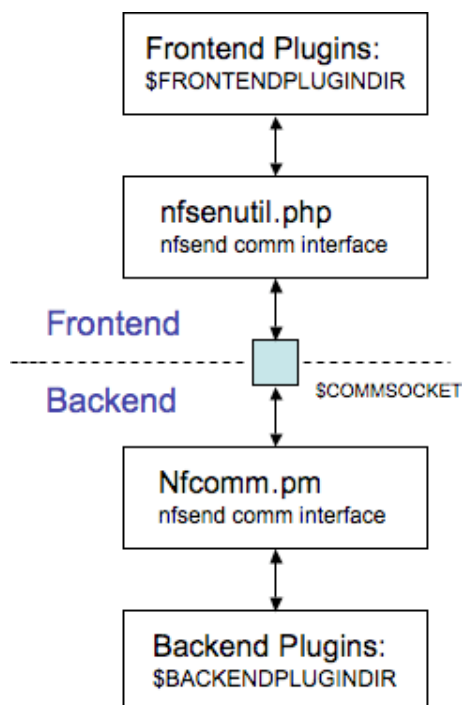 Frontend Plugins:
$FRONTENDPLUGINDIR
nfsenutil.php
nfsend comm interface
Frontend
Backend
$COMMSOCKET
Nfcomm.pm
nfsend comm interface
Backend Plugins:
$BACKENDPLUGINDIR